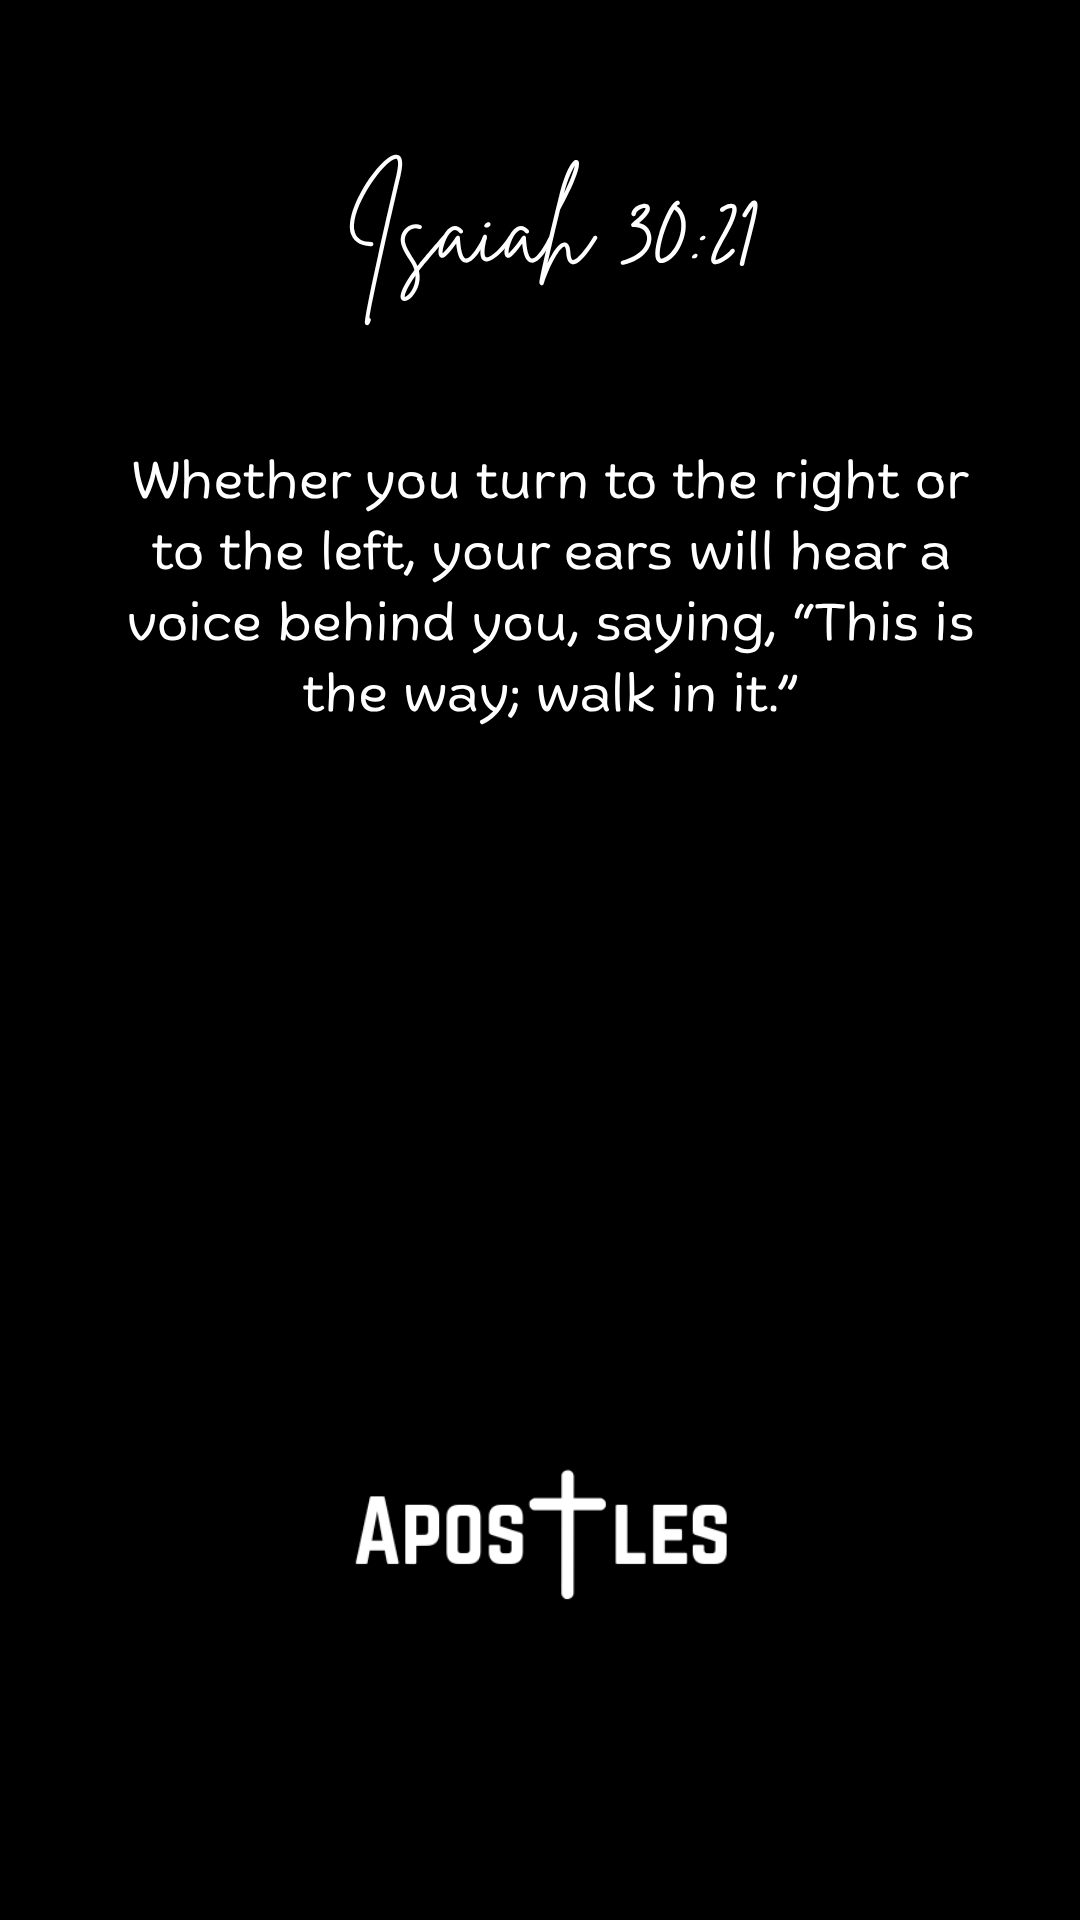 Isaiah 30:21
Whether you turn to the right or
to the left, your ears will hear a
voice behind you, saying, “This is
the way; walk in it.”
APOSTLES